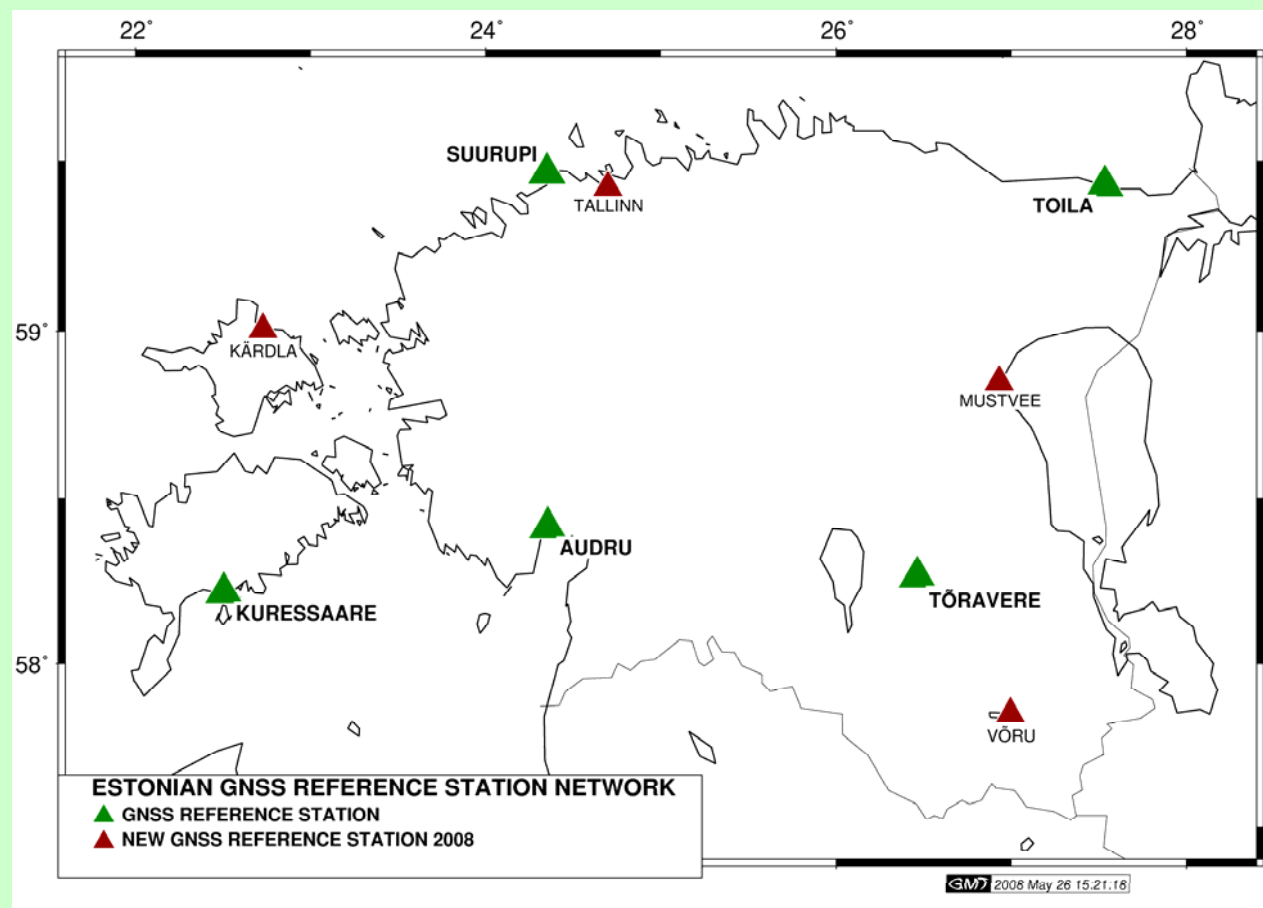 22° 24° 26° 28°
SUURUPI
TALLINN
TOILA
59°
KÄRDLA
MUSTVEE
AUDRU
TÕRAVERE
KURESSAARE
58°
VÕRU
ESTONIAN GNSS REFERENCE STATION NETWORK
GNSS REFERENCE STATION
NEW GNSS REFERENCE STATION 2008
GMT 2008 May 26 15.21.18